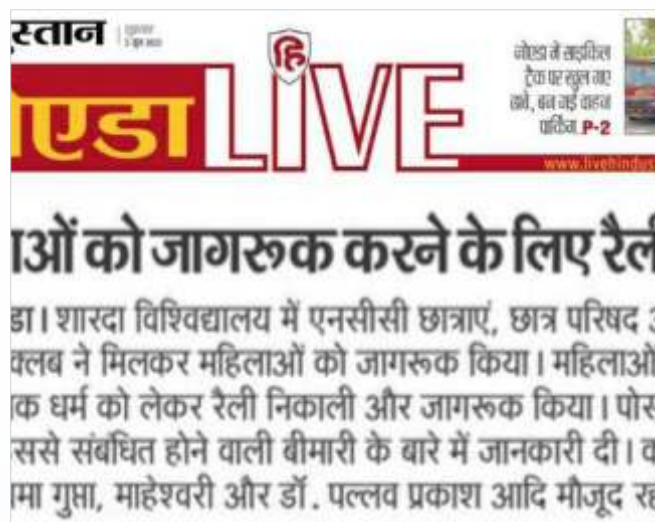 स्तान
हि
नोएडा में साइकिल
ट्रैक पर खुल गए
ढाबे, बन गई वाहन
पार्किंग P-2
एडा LIVE
www.livehindus
ाओं को जागरूक करने के लिए रैली
डा। शारदा विश्विद्यालय में एनसीसी छात्राएं, छात्र परिषद
क्लब ने मिलकर महिलाओं को जागरूक किया। महिलाओं
क धर्म को लेकर रैली निकाली और जागरूक किया। पोस
ससे संबंधित होने वाली बीमारी के बारे में जानकारी दी।
मा गुप्ता, माहेश्वरी और डॉ. पल्लव प्रकाश आदि मौजूद रह